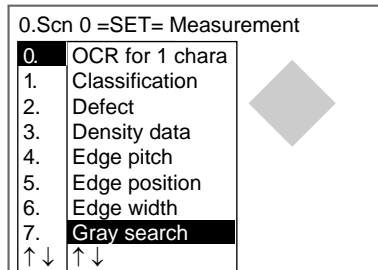 0.Scn 0 =SET= Measurement
0. OCR for 1 chara
1. Classification
2. Defect
3. Density data
4. Edge pitch
5. Edge position
6. Edge width
7. Gray search
↑↓ ↑↓